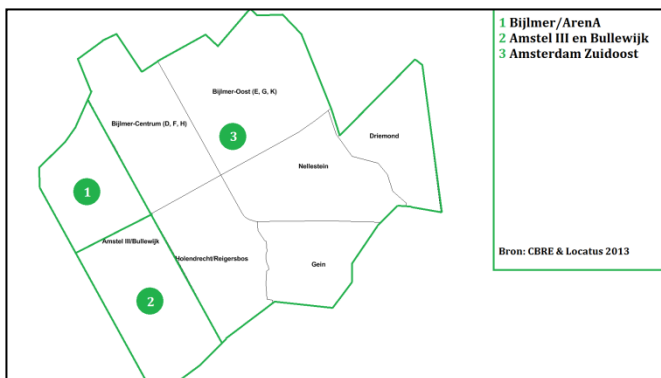 1 Bijlmer/ArenA
2 Amstel III en Bullewijk
3 Amsterdam Zuidoost
Bijlmer-Oost (E, G, K)
Bijlmer-Centrum (D, F, H)
3
Driemond
Nellestein
1
Amstel III/Bullewijk
Holendrecht/Reigersbos
Gein
2
Bron: CBRE & Locatus 2013